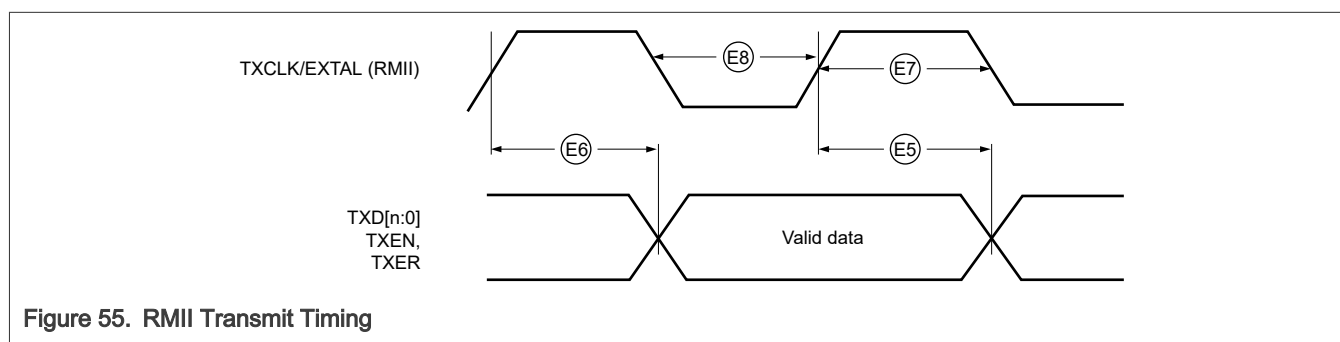 TXCLK/EXTAL (RMII)
E8
E7
E6
E5
TXD[n:0]
TXEN,
TXER
Valid data
Figure 55. RMII Transmit Timing